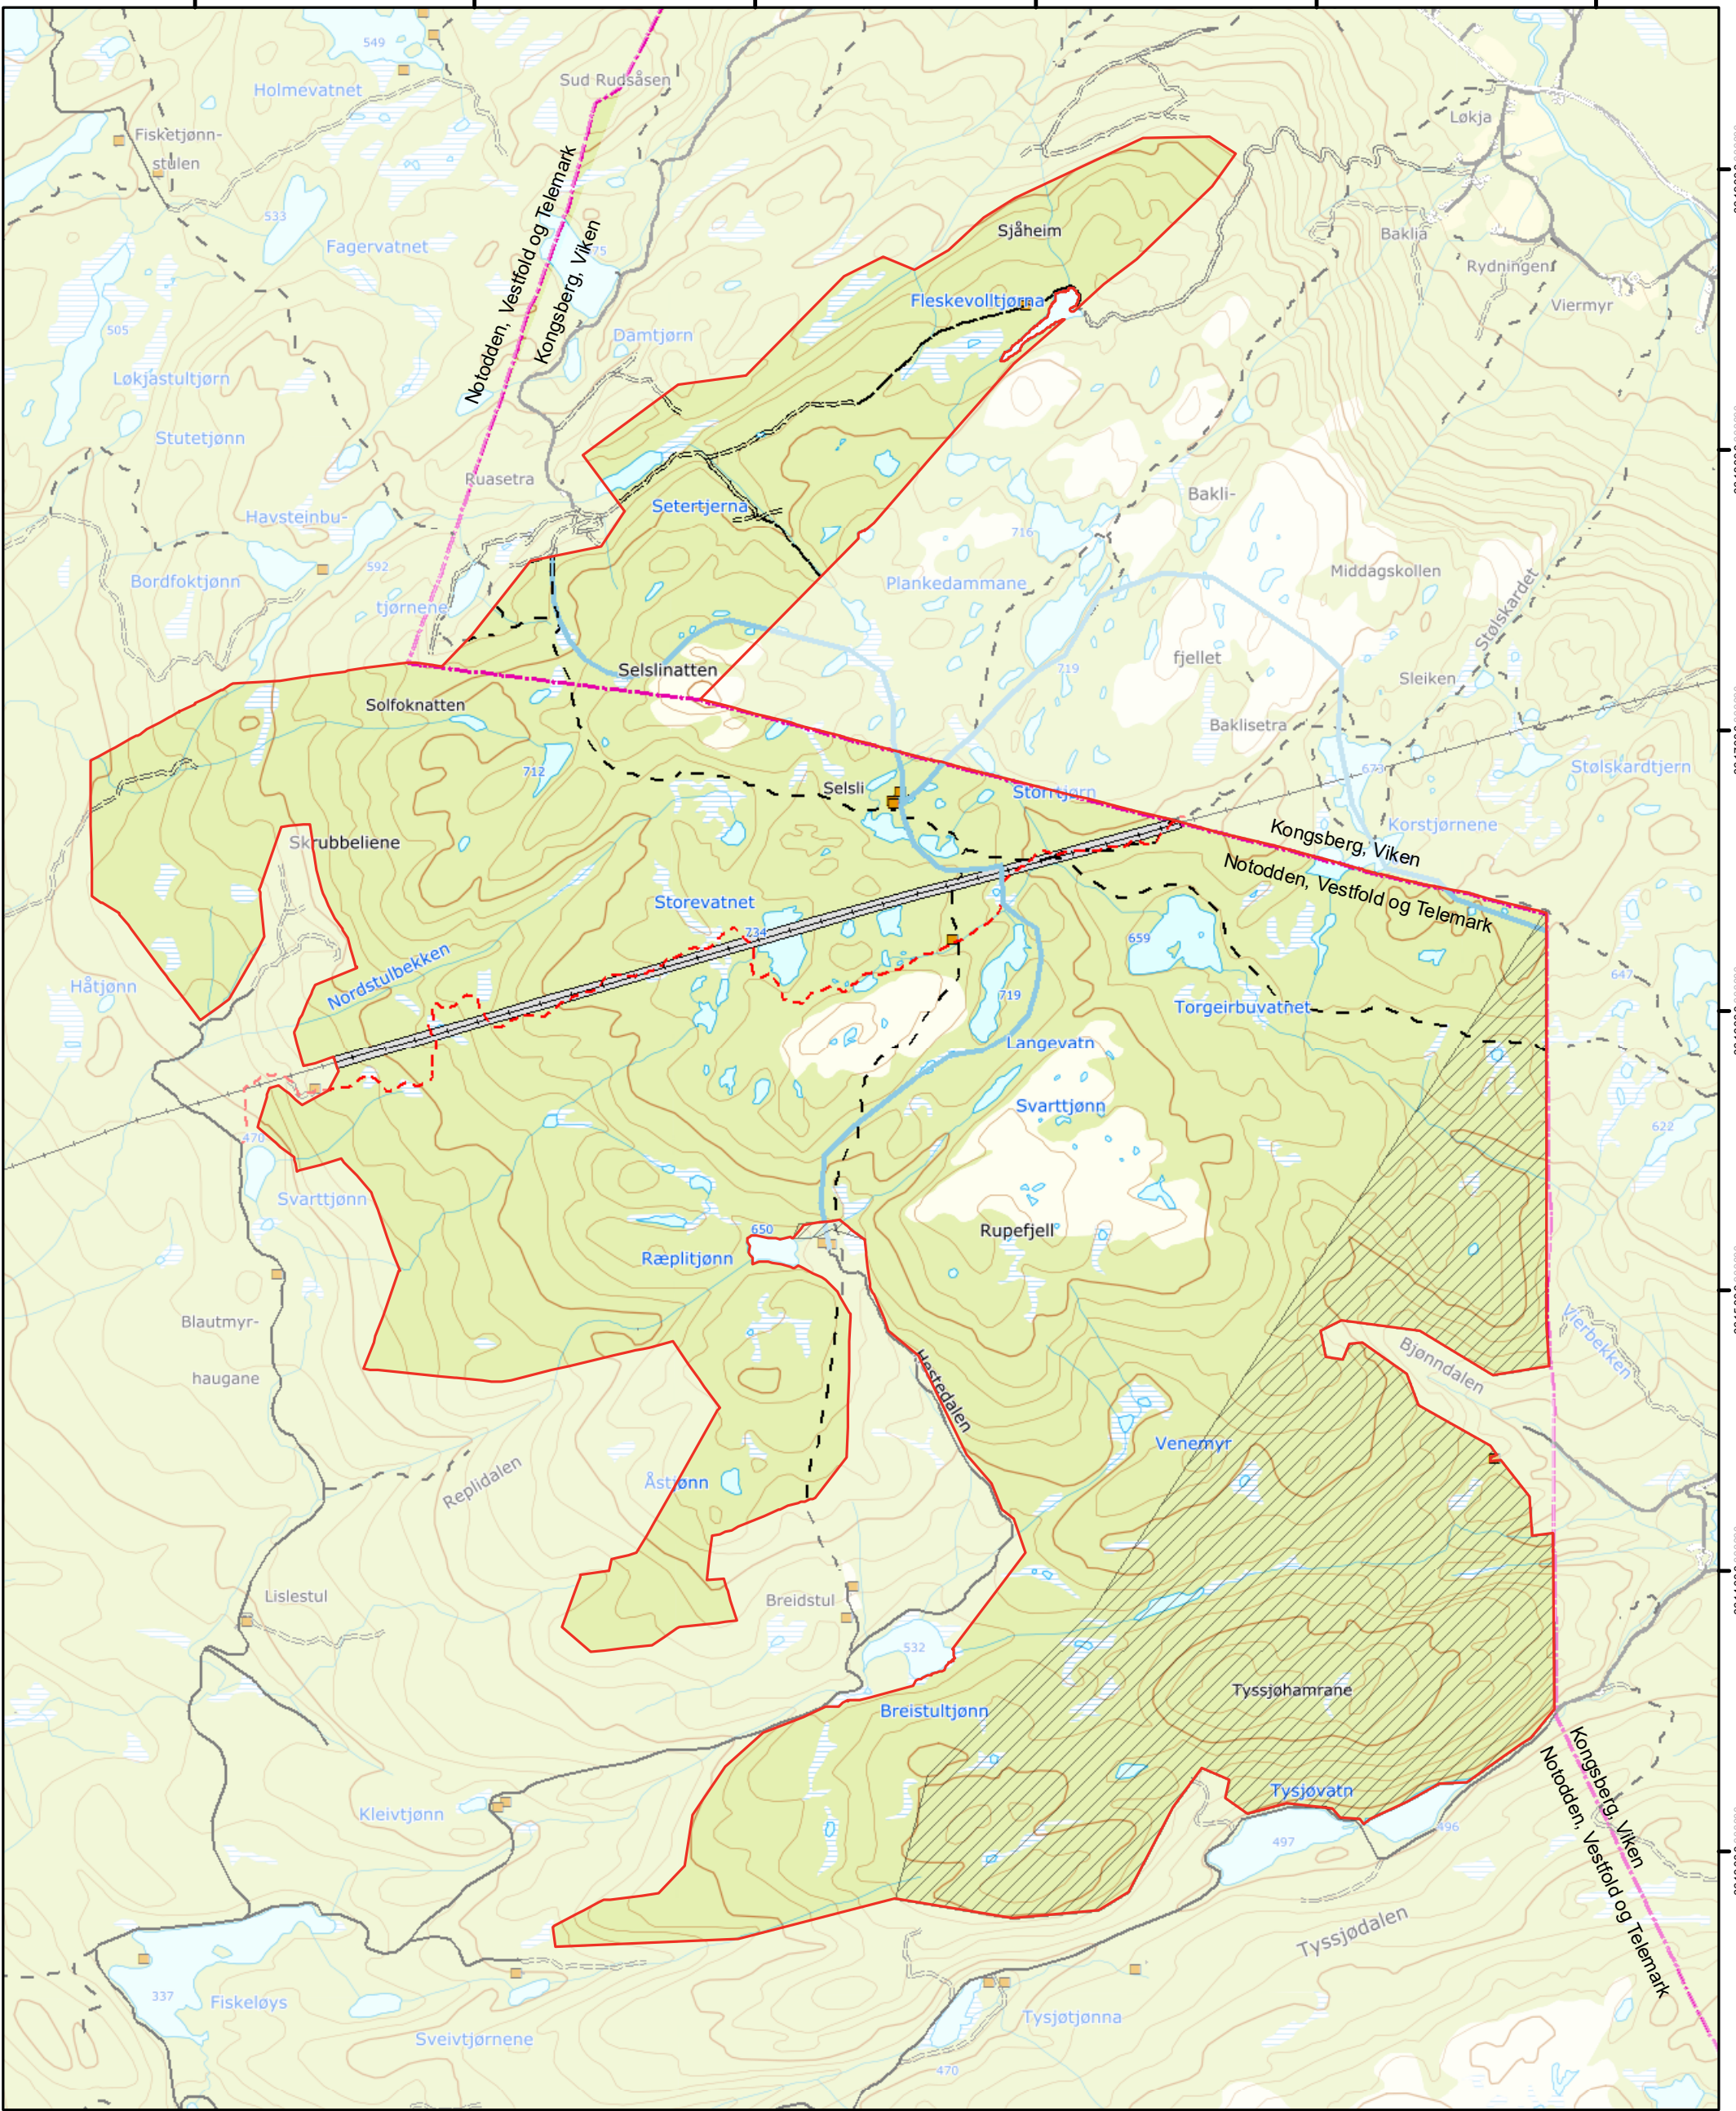 549
Holmevatnet
Sud Rudsåsen
Fisketjønn-
stulen
Løkja
533
Fagervatnet
Notodden, Vestfold og Telemark
Kongsberg, Viken
Sjåheim
Baklia
Rydningen
Viermyr
Fleskevolltjørna
505
Damtjørn
Løkjastultjørn
Stutetjønn
Ruasetra
Setertjerna
Bakli-
Havsteinbu-
716
592
Bordfoktjønn
tjørnene
Plankedammane
Middagskollen
Stølskardet
fjellet
Selslinatten
719
Sleiken
Solfoknatten
Baklisetra
712
673
Stølskardtjern
Selsli
Storrtjørn
Skrubbeliene
Kongsberg, Viken
Korstjørnene
Notodden, Vestfold og Telemark
Storevatnet
734
659
Nordstulbekken
647
Håtjønn
719
Torgeirbuvatnet
Langevatn
Svarttjønn
470
622
Svarttjønn
650
Rupefjell
Ræplitjønn
Blautmyr-
haugane
Vierbekken
Bjønndalen
Hestedalen
Venemyr
Åstjønn
Replidalen
Lislestul
Breidstul
532
Tyssjøhamrane
Breistultjønn
Kongsberg, Viken
Notodden, Vestfold og Telemark
Tysjøvatn
Kleivtjønn
497
496
Tyssjødalen
337
Fiskeløys
Tysjøtjønna
Sveivtjørnene
470